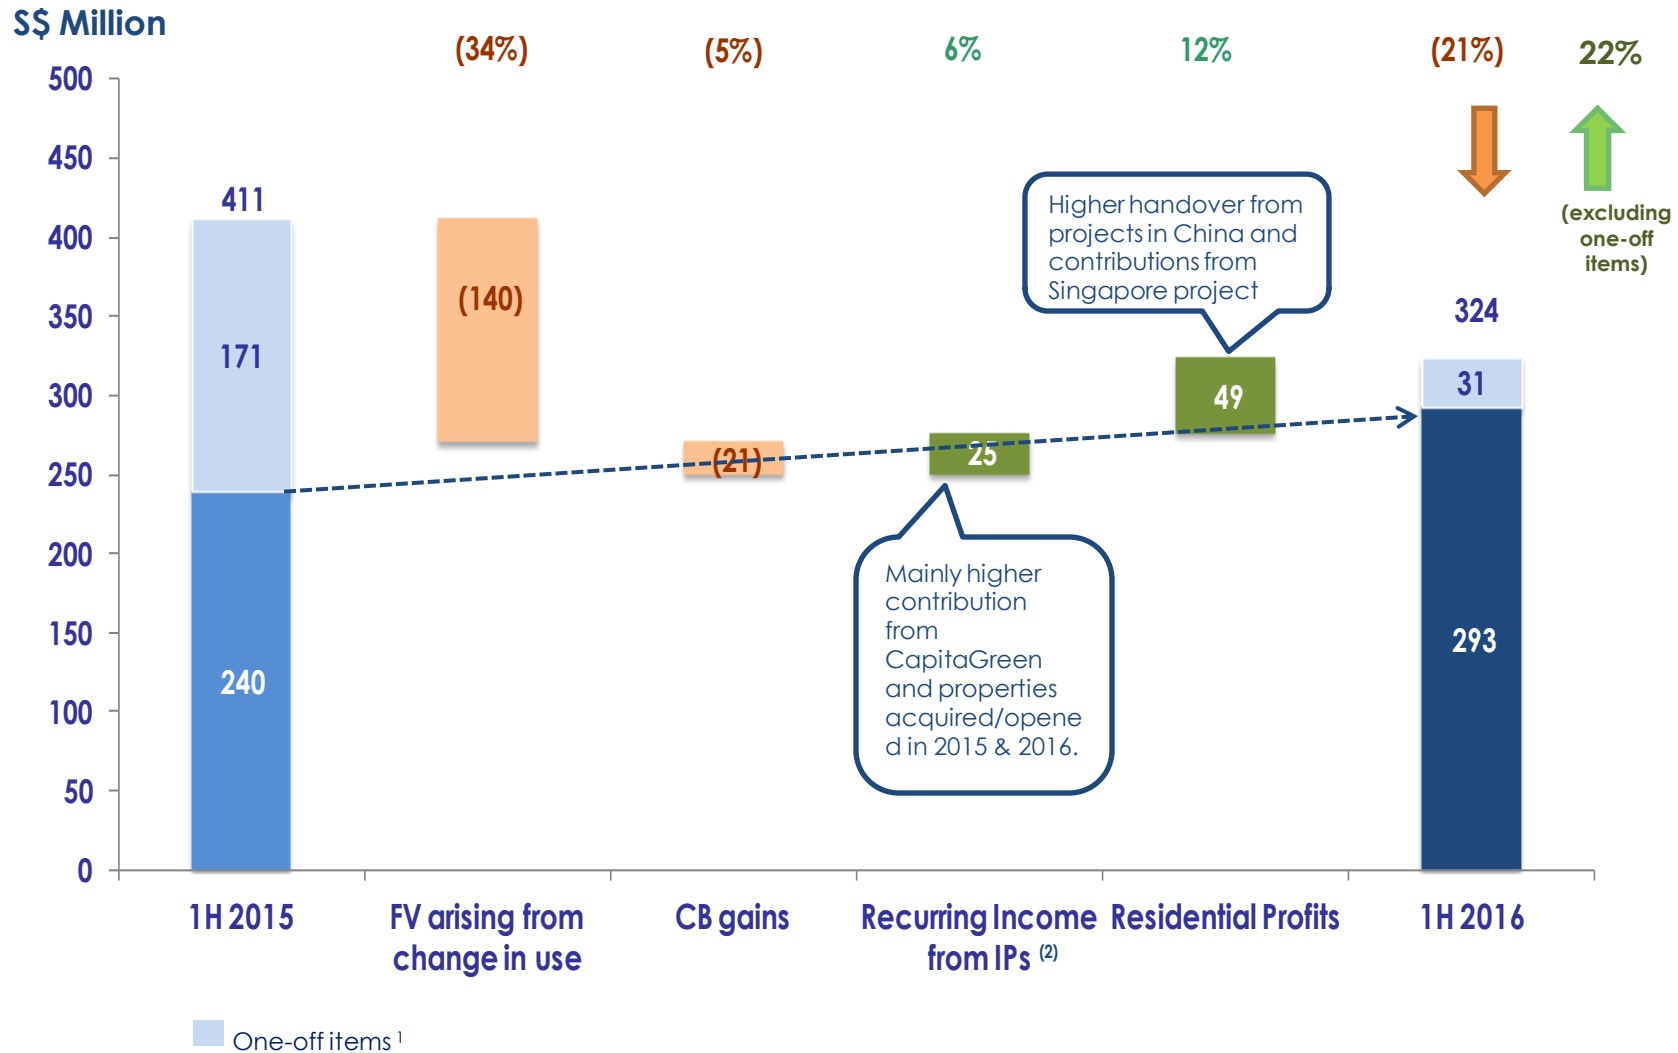 S$ Million
(34%)
(5%)
6%
12%
(21%)
22%
500
450
400
350
300
250
200
150
100
50
0
411
171
240
(140)
(21)
25
49
324
31
293
(excluding
one-off
items)
Higher handover from
projects in China and
contributions from
Singapore project
Mainly higher
contribution
from
CapitaGreen
and properties
acquired/opene
d in 2015 & 2016.
1H 2015
FV arising from
change in use
CB gains
Recurring Income
from IPs (2)
Residential Profits
1H 2016
One-off items 1